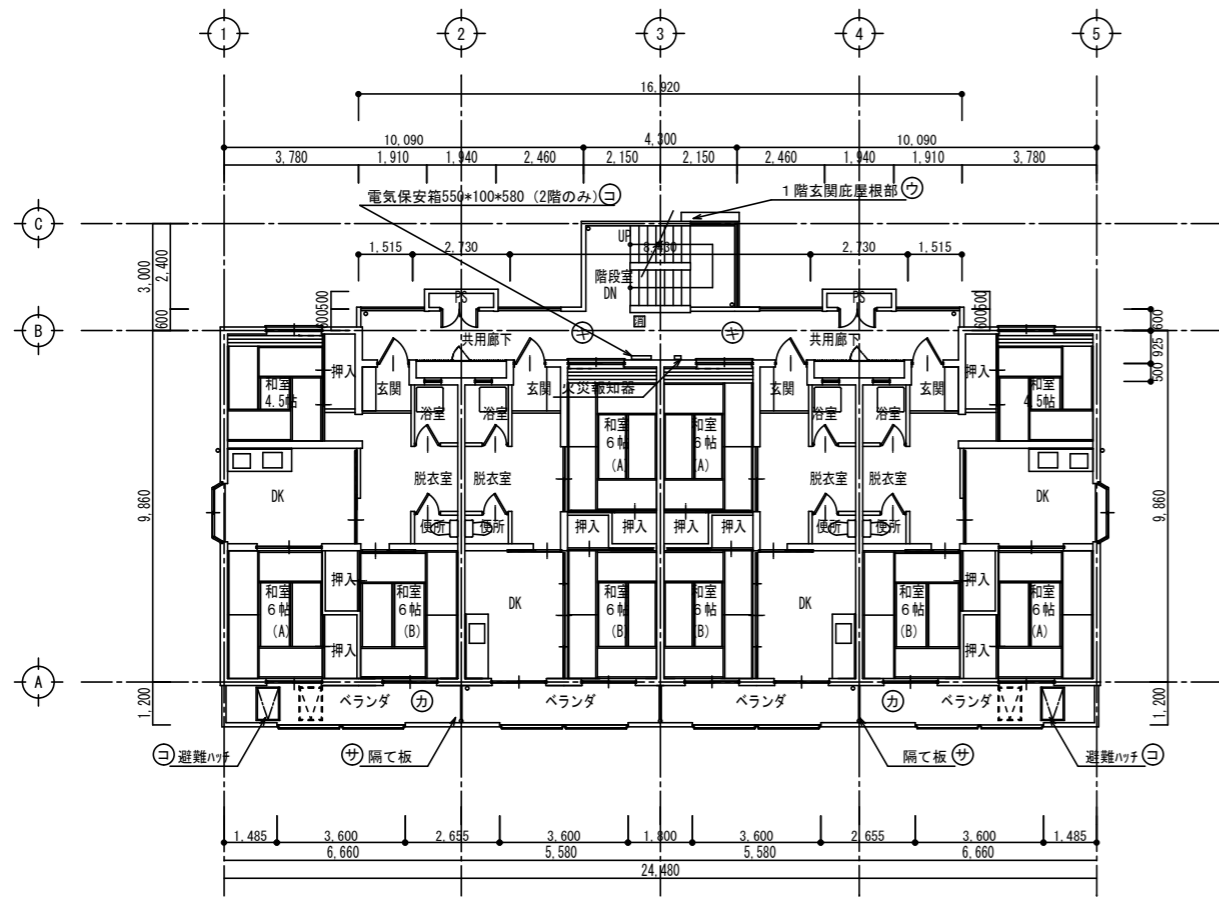 1 2 3 4 5
16,920
10,090 4,300 10,090
3,780 1,910 1,940 2,460 2,150 2,150 2,460 1,940 1,910 3,780
電気保安箱550*100*580 (2階のみ)コ
1階玄関庇屋根部ウ
C
UP
1,515 2,730 2,730 1,515
3,000
2,400
階段室
DN
PS PS
600 600500 600500 600
B
消
キ キ
共用廊下 共用廊下
925
500
押入 玄関 玄関 火災報知器 玄関 玄関 押入
和室
4.5帖
和室
4.5帖
浴室 浴室 浴室 浴室
和室
6帖
(A)
和室
6帖
(A)
DK DK
脱衣室 脱衣室 脱衣室 脱衣室
9,860 9,860
便所 便所 押入 押入 押入 押入 便所 便所
押入 押入
和室
6帖
(A)
和室
6帖
(B)
DK
和室
6帖
(B)
和室
6帖
(B)
DK
和室
6帖
(B)
和室
6帖
(A)
押入 押入
A
1,200 1,200
ベランダ カ ベランダ ベランダ カ ベランダ
コ 避難ハッチ サ 隔て板 隔て板 サ 避難ハッチ コ
1,485 3,600 2,655 3,600 1,800 3,600 2,655 3,600 1,485
6,660 5,580 5,580 6,660
24,480